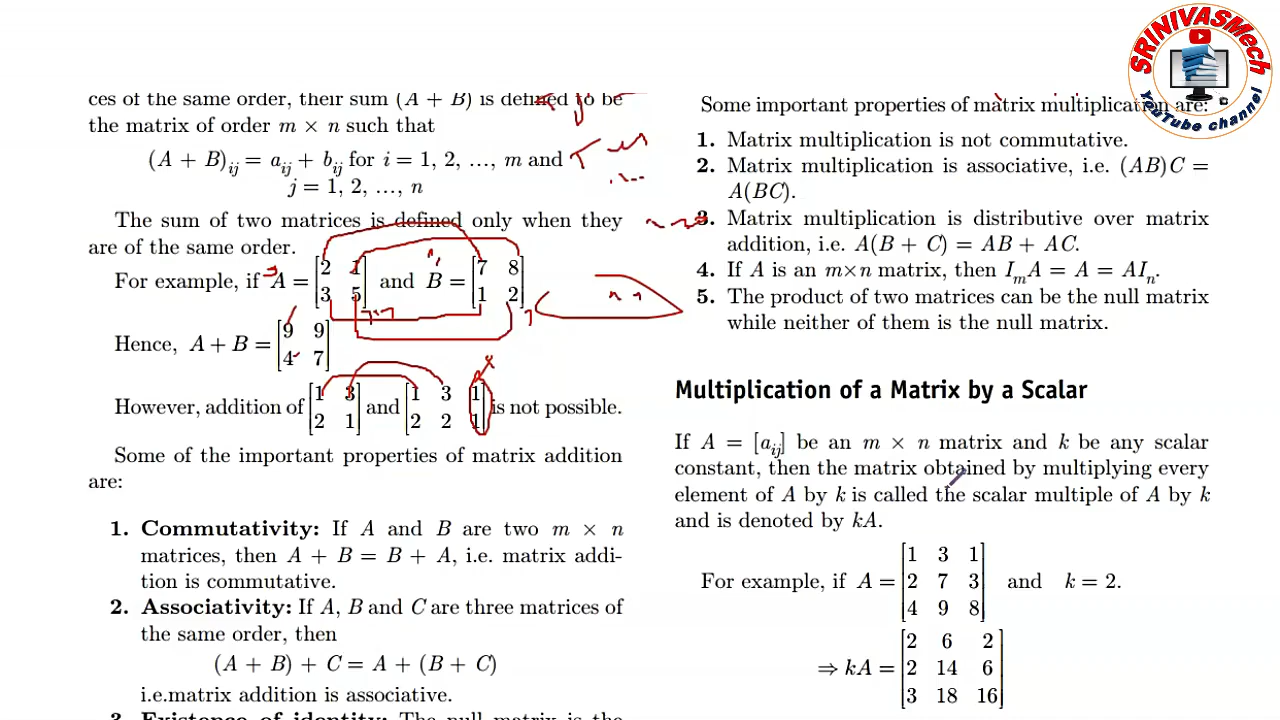 SRINIVASMech
YouTube channel
ces of the same order, their sum (A + B) is defined to be
the matrix of order m × n such that
(A + B)ij = aij + bij for i = 1, 2, ..., m and
j = 1, 2, ..., n
The sum of two matrices is defined only when they
are of the same order.
For example, if A = [2 1 and B = [7 8
3 5] 1 2]
Hence, A + B = [9 9
4 7]
However, addition of [1 3 and [1 3 1 is not possible.
2 1] 2 2 1]
Some of the important properties of matrix addition
are:
1. Commutativity: If A and B are two m × n
matrices, then A + B = B + A, i.e. matrix addi-
tion is commutative.
2. Associativity: If A, B and C are three matrices of
the same order, then
(A + B) + C = A + (B + C)
i.e.matrix addition is associative.
3. Existence of identity: The null matrix is the
Some important properties of matrix multiplication are:
1. Matrix multiplication is not commutative.
2. Matrix multiplication is associative, i.e. (AB)C =
A(BC).
3. Matrix multiplication is distributive over matrix
addition, i.e. A(B + C) = AB + AC.
4. If A is an m×n matrix, then ImA = A = AIn.
5. The product of two matrices can be the null matrix
while neither of them is the null matrix.
Multiplication of a Matrix by a Scalar
If A = [aij] be an m × n matrix and k be any scalar
constant, then the matrix obtained by multiplying every
element of A by k is called the scalar multiple of A by k
and is denoted by kA.
[1 3 1
For example, if A = 2 7 3 and k = 2.
4 9 8]
[2 6 2
⇒ kA = 2 14 6
3 18 16]